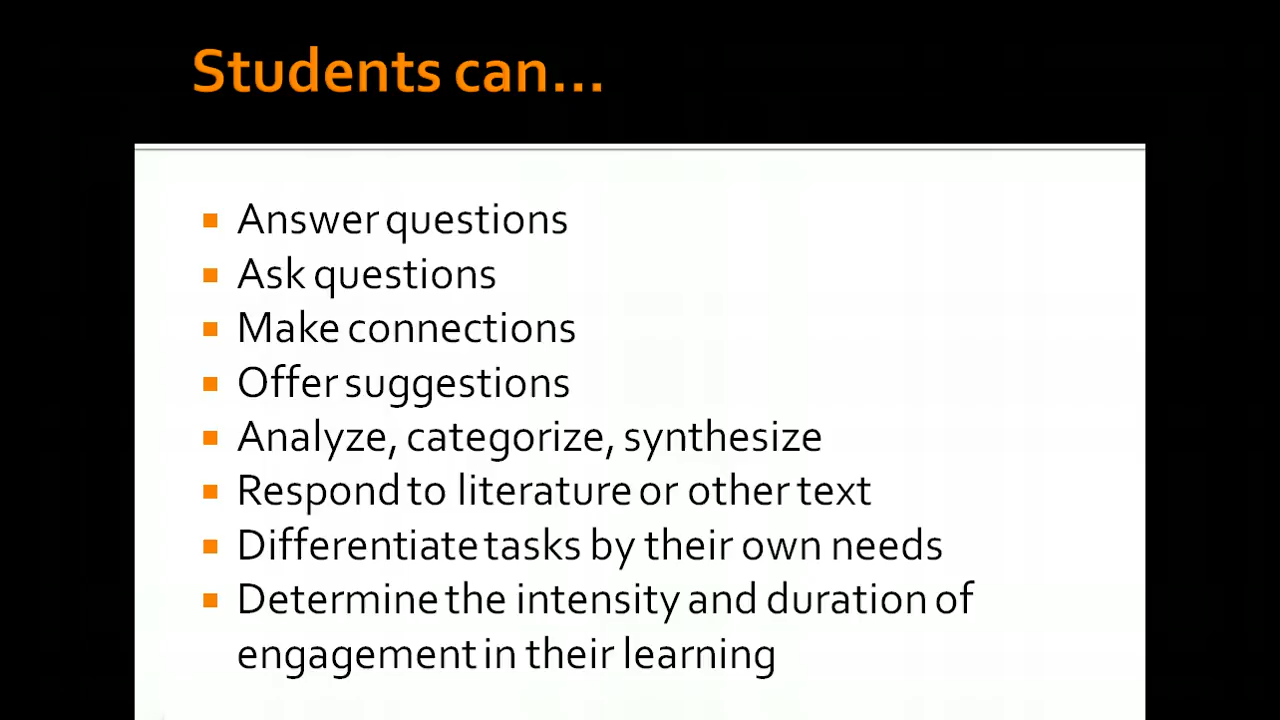 Students can...
Answer questions
Ask questions
Make connections
Offer suggestions
Analyze, categorize, synthesize
Respond to literature or other text
Differentiate tasks by their own needs
Determine the intensity and duration of
engagement in their learning